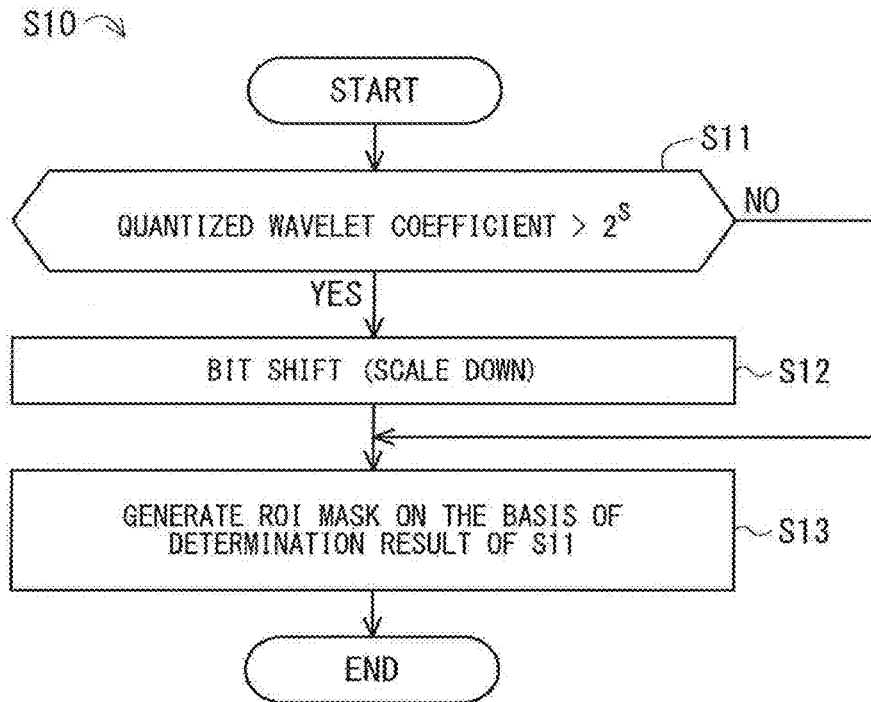 S10
START
S11
QUANTIZED WAVELET COEFFICIENT > 2^S
NO
YES
BIT SHIFT (SCALE DOWN)
S12
GENERATE ROI MASK ON THE BASIS OF
DETERMINATION RESULT OF S11
S13
END